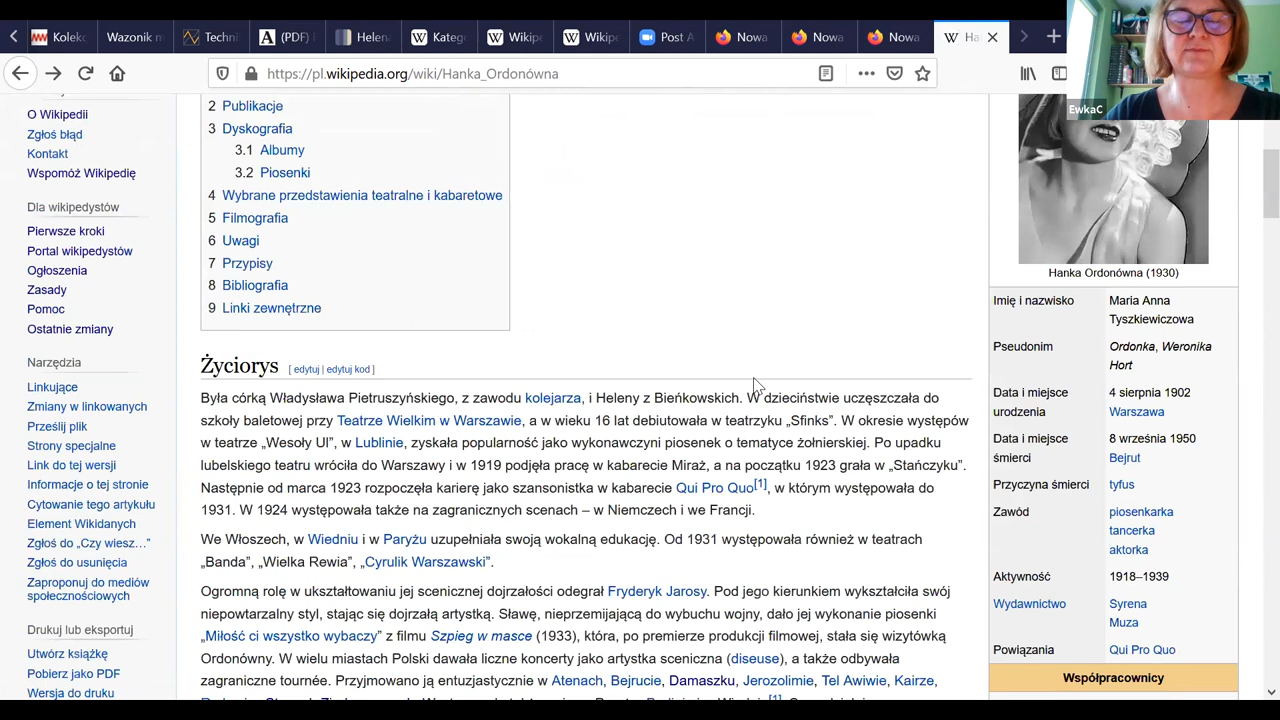 Kolekc
Wazonik m
Techni
(PDF)
Helena
Kateg
Wikipe
Wikipe
Post A
Nowa
Nowa
Nowa
Ha
https://pl.wikipedia.org/wiki/Hanka_Ordonówna
EwkaC
O Wikipedii
Zgłoś błąd
Kontakt
Wspomóż Wikipedię
Dla wikipedystów
Pierwsze kroki
Portal wikipedystów
Ogłoszenia
Zasady
Pomoc
Ostatnie zmiany
Narzędzia
Linkujące
Zmiany w linkowanych
Prześlij plik
Strony specjalne
Link do tej wersji
Informacje o tej stronie
Cytowanie tego artykułu
Element Wikidanych
Zgłoś do „Czy wiesz…”
Zgłoś do usunięcia
Zaproponuj do mediów
społecznościowych
Drukuj lub eksportuj
Utwórz książkę
Pobierz jako PDF
Wersja do druku
2 Publikacje
3 Dyskografia
3.1 Albumy
3.2 Piosenki
4 Wybrane przedstawienia teatralne i kabaretowe
5 Filmografia
6 Uwagi
7 Przypisy
8 Bibliografia
9 Linki zewnętrzne
Życiorys [ edytuj | edytuj kod ]
Była córką Władysława Pietruszyńskiego, z zawodu kolejarza, i Heleny z Bieńkowskich. W dzieciństwie uczęszczała do
szkoły baletowej przy Teatrze Wielkim w Warszawie, a w wieku 16 lat debiutowała w teatrzyku „Sfinks”. W okresie występów
w teatrze „Wesoły Ul”, w Lublinie, zyskała popularność jako wykonawczyni piosenek o tematyce żołnierskiej. Po upadku
lubelskiego teatru wróciła do Warszawy i w 1919 podjęła pracę w kabarecie Miraż, a na początku 1923 grała w „Stańczyku”.
Następnie od marca 1923 rozpoczęła karierę jako szansonistka w kabarecie Qui Pro Quo[1], w którym występowała do
1931. W 1924 występowała także na zagranicznych scenach – w Niemczech i we Francji.
We Włoszech, w Wiedniu i w Paryżu uzupełniała swoją wokalną edukację. Od 1931 występowała również w teatrach
„Banda”, „Wielka Rewia”, „Cyrulik Warszawski”.
Ogromną rolę w ukształtowaniu jej scenicznej dojrzałości odegrał Fryderyk Jarosy. Pod jego kierunkiem wykształciła swój
niepowtarzalny styl, stając się dojrzałą artystką. Sławę, nieprzemijającą do wybuchu wojny, dało jej wykonanie piosenki
„Miłość ci wszystko wybaczy” z filmu Szpieg w masce (1933), która, po premierze produkcji filmowej, stała się wizytówką
Ordonówny. W wielu miastach Polski dawała liczne koncerty jako artystka sceniczna (diseuse), a także odbywała
zagraniczne tournée. Przyjmowano ją entuzjastycznie w Atenach, Bejrucie, Damaszku, Jerozolimie, Tel Awiwie, Kairze,
Hanka Ordonówna (1930)
Imię i nazwisko Maria Anna
Tyszkiewiczowa
Pseudonim Ordonka, Weronika
Hort
Data i miejsce 4 sierpnia 1902
urodzenia Warszawa
Data i miejsce 8 września 1950
śmierci Bejrut
Przyczyna śmierci tyfus
Zawód piosenkarka
tancerka
aktorka
Aktywność 1918–1939
Wydawnictwo Syrena
Muza
Powiązania Qui Pro Quo
Współpracownicy